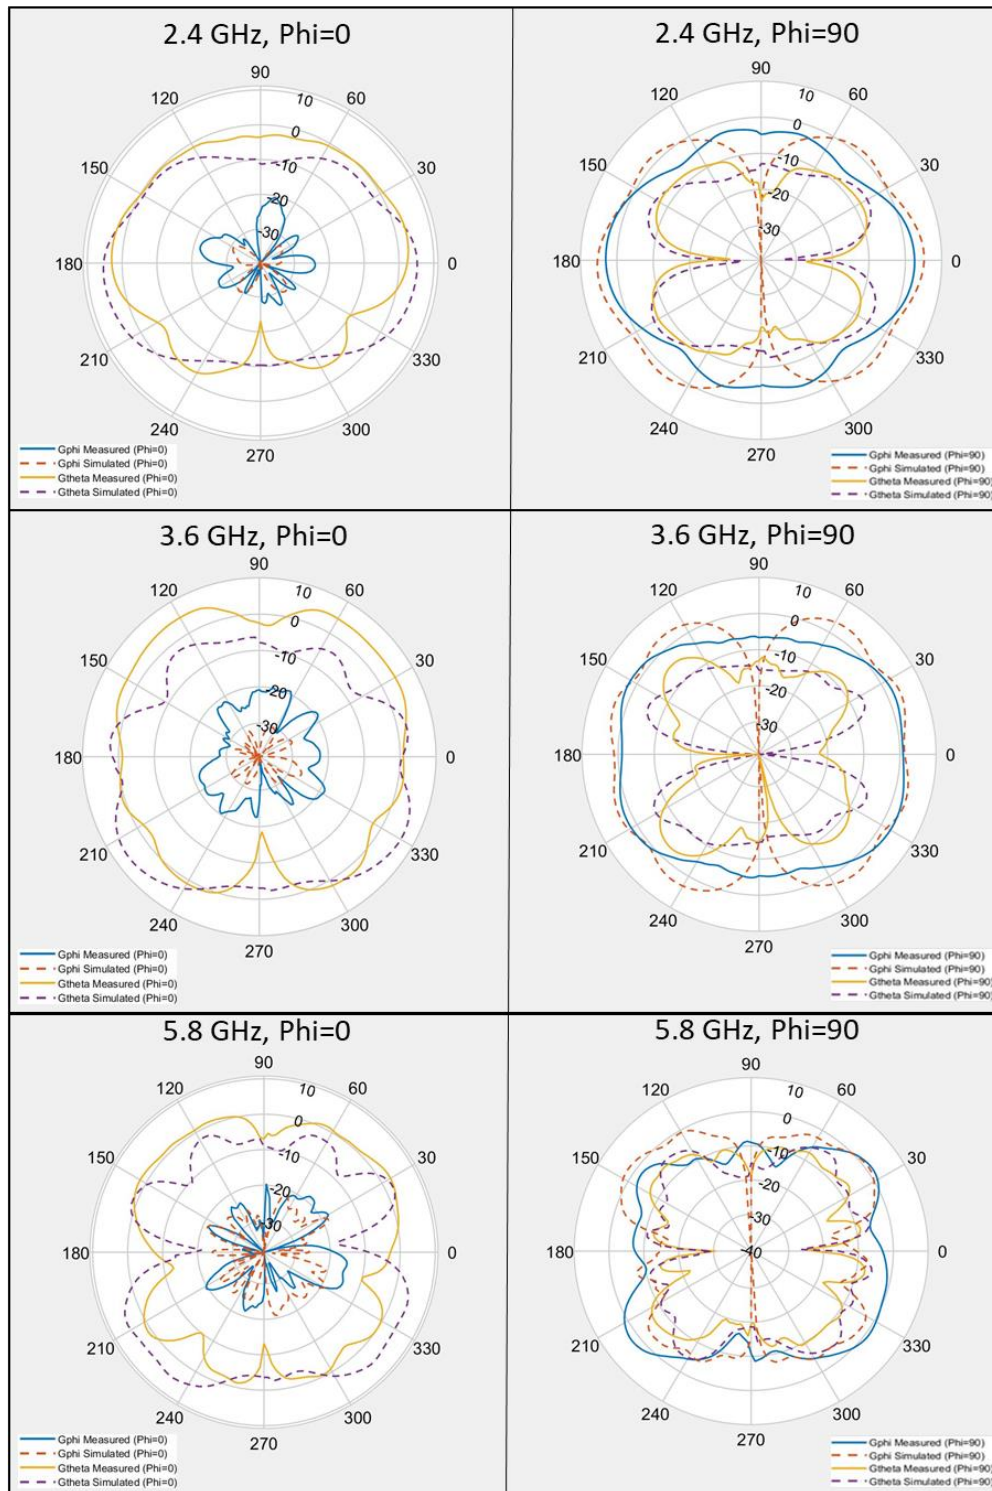 2.4 GHz, Phi=0
90
120 60
10
0
150 30
-10
-20
-30
180 0
210 330
240 300
270
Gphi Measured (Phi=0)
Gphi Simulated (Phi=0)
Gtheta Measured (Phi=0)
Gtheta Simulated (Phi=0)
2.4 GHz, Phi=90
90
120 60
10
0
150 30
-10
-20
-30
180 0
210 330
240 300
270
Gphi Measured (Phi=90)
Gphi Simulated (Phi=90)
Gtheta Measured (Phi=90)
Gtheta Simulated (Phi=90)
3.6 GHz, Phi=0
90
120 60
10
0
150 30
-10
-20
-30
180 0
210 330
240 300
270
Gphi Measured (Phi=0)
Gphi Simulated (Phi=0)
Gtheta Measured (Phi=0)
Gtheta Simulated (Phi=0)
3.6 GHz, Phi=90
90
120 60
10
0
150 30
-10
-20
-30
180 0
210 330
240 300
270
Gphi Measured (Phi=90)
Gphi Simulated (Phi=90)
Gtheta Measured (Phi=90)
Gtheta Simulated (Phi=90)
5.8 GHz, Phi=0
90
120 60
10
0
150 30
-10
-20
-30
180 0
210 330
240 300
270
Gphi Measured (Phi=0)
Gphi Simulated (Phi=0)
Gtheta Measured (Phi=0)
Gtheta Simulated (Phi=0)
5.8 GHz, Phi=90
90
120 60
10
0
150 30
-10
-20
-30
-40
180 0
210 330
240 300
270
Gphi Measured (Phi=90)
Gphi Simulated (Phi=90)
Gtheta Measured (Phi=90)
Gtheta Simulated (Phi=90)